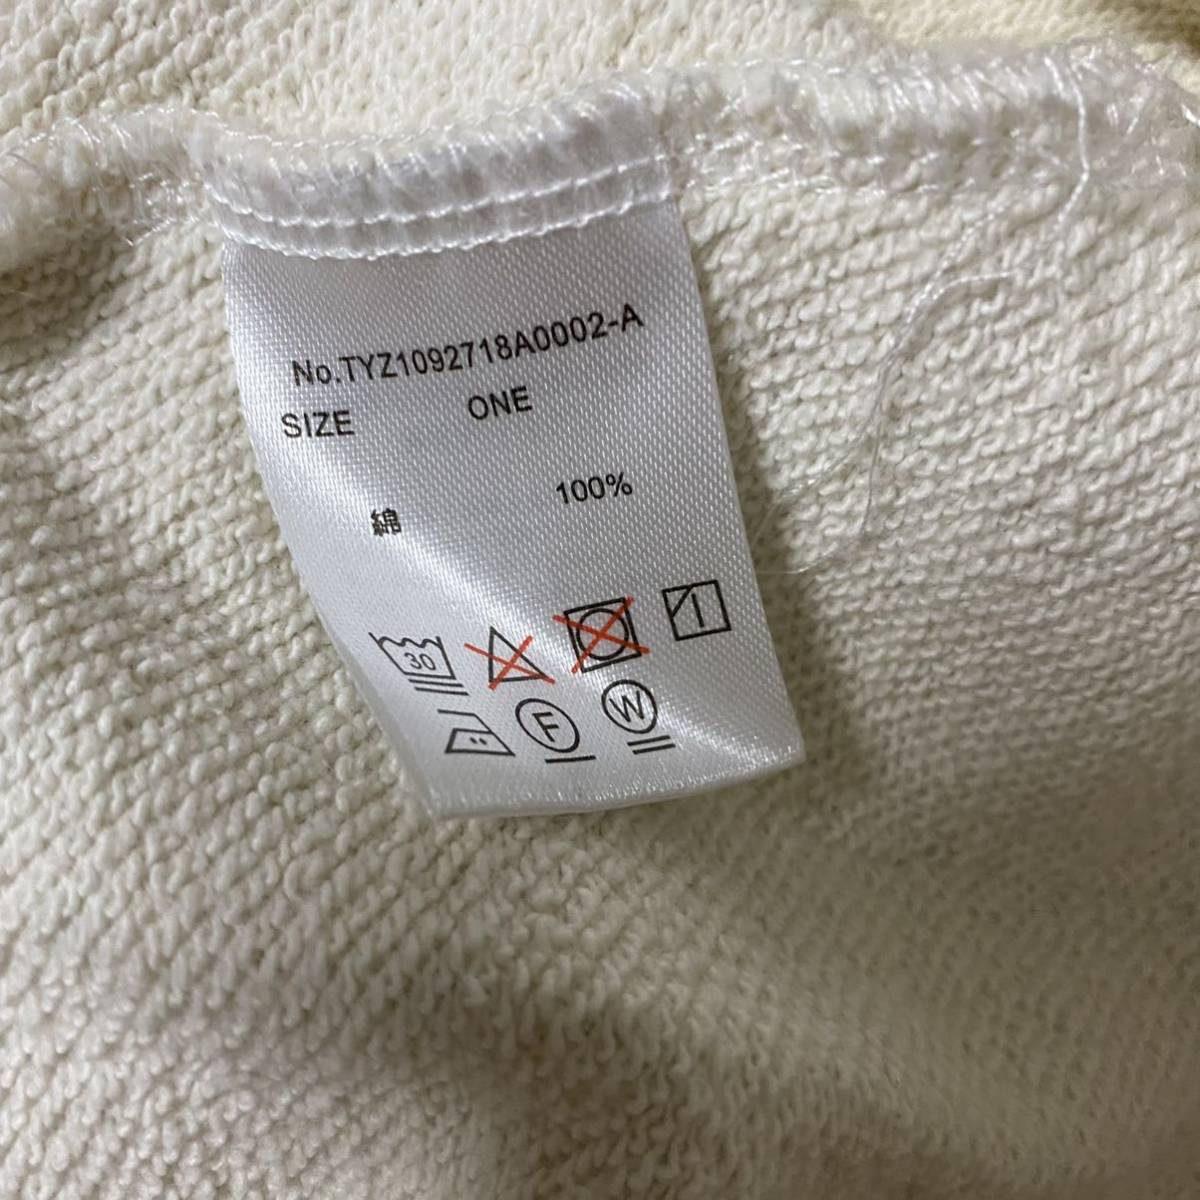 No.TYZ1092718A0002-A
SIZE ONE
綿 100%
30
F W